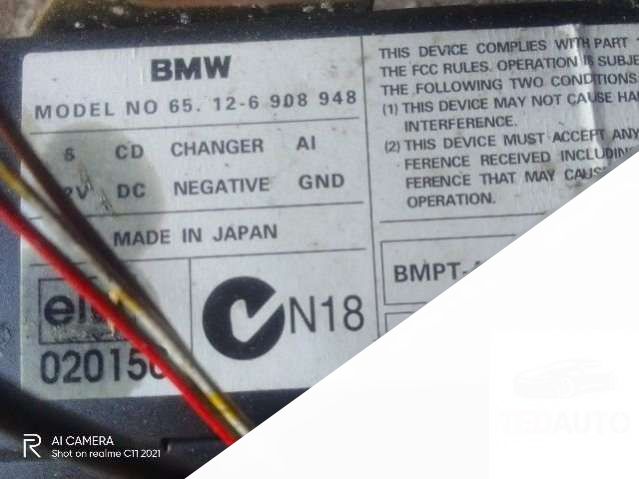 BMW
MODEL NO 65. 12-6 908 948
6 CD CHANGER AI
DC NEGATIVE GND
MADE IN JAPAN
N18
THIS DEVICE COMPLIES WITH PART
THE FCC RULES. OPERATION IS
THE FOLLOWING TWO CONDITIONS
(1) THIS DEVICE MAY NOT CAUSE
INTERFERENCE.
(2) THIS DEVICE MUST ACCEPT ANY
FERENCE RECEIVED
FERENCE THAT MAY
OPERATION.
BMPT-
AI CAMERA
Shot on realme C11 2021
TEDAUTO